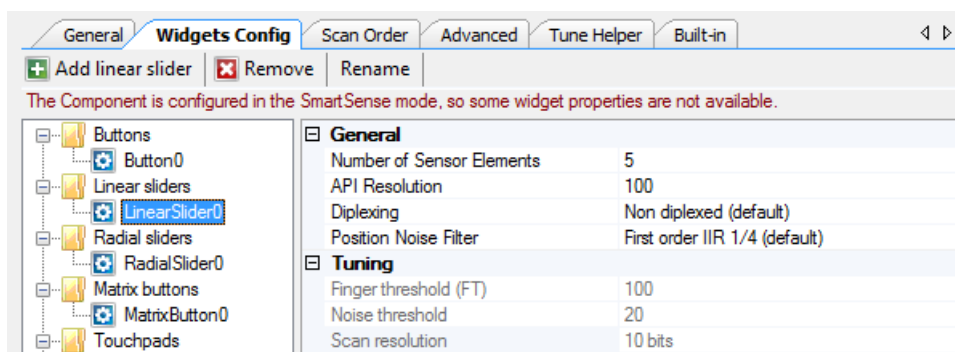 General Widgets Config Scan Order Advanced Tune Helper Built-in
Add linear slider Remove Rename
The Component is configured in the SmartSense mode, so some widget properties are not available.
Buttons
Button0
Linear sliders
LinearSlider0
Radial sliders
RadialSlider0
Matrix buttons
MatrixButton0
Touchpads
General
Number of Sensor Elements 5
API Resolution 100
Diplexing Non diplexed (default)
Position Noise Filter First order IIR 1/4 (default)
Tuning
Finger threshold (FT) 100
Noise threshold 20
Scan resolution 10 bits